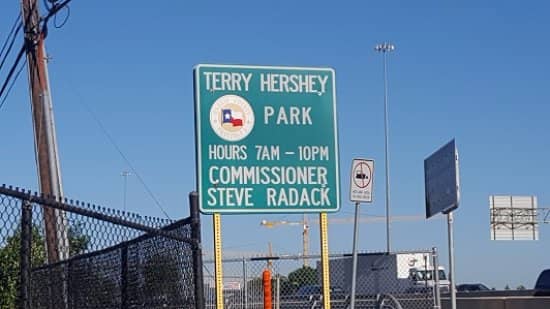 TERRY HERSHEY
PARK
HOURS 7AM – 10PM
COMMISSIONER
STEVE RADACK